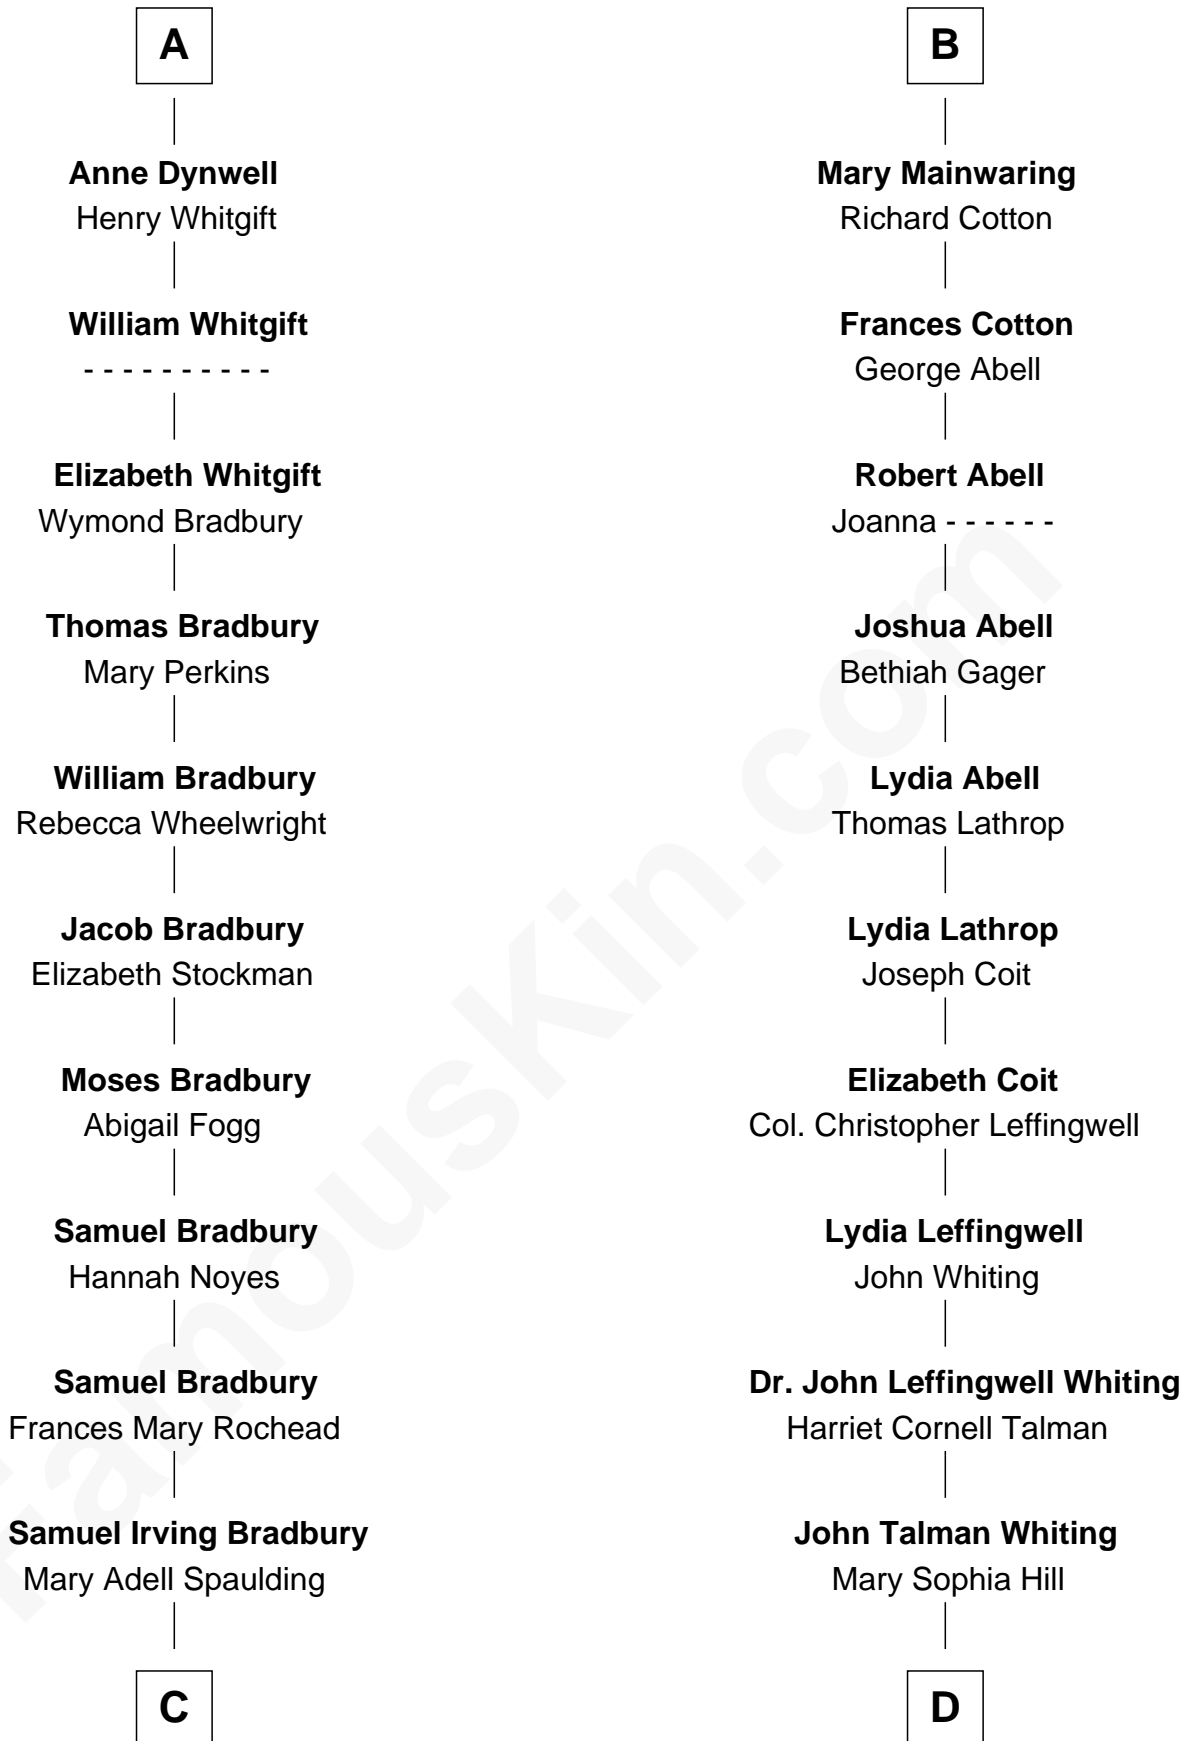 A
Anne Dynwell
Henry Whitgift
William Whitgift
- - - - - - - - - -
Elizabeth Whitgift
Wymond Bradbury
Thomas Bradbury
Mary Perkins
William Bradbury
Rebecca Wheelwright
Jacob Bradbury
Elizabeth Stockman
Moses Bradbury
Abigail Fogg
Samuel Bradbury
Hannah Noyes
Samuel Bradbury
Frances Mary Rochead
Samuel Irving Bradbury
Mary Adell Spaulding
C
B
Mary Mainwaring
Richard Cotton
Frances Cotton
George Abell
Robert Abell
Joanna - - - - - -
Joshua Abell
Bethiah Gager
Lydia Abell
Thomas Lathrop
Lydia Lathrop
Joseph Coit
Elizabeth Coit
Col. Christopher Leffingwell
Lydia Leffingwell
John Whiting
Dr. John Leffingwell Whiting
Harriet Cornell Talman
John Talman Whiting
Mary Sophia Hill
D
FamousKin.com